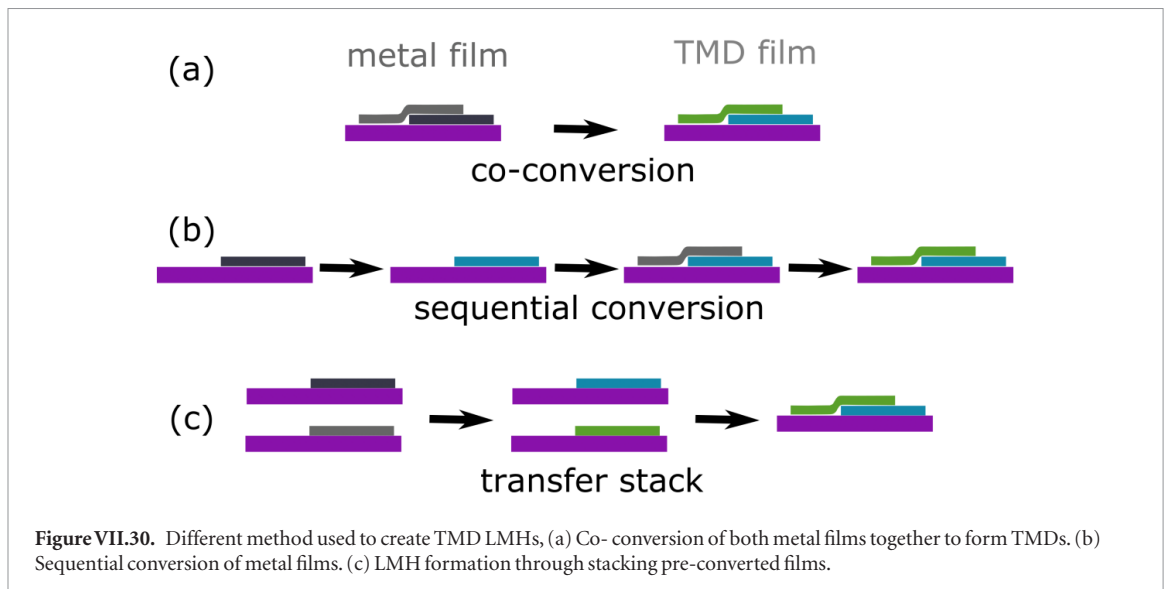 (a)
metal film
TMD film
co-conversion
(b)
sequential conversion
(c)
transfer stack
Figure VII.30. Different method used to create TMD LMHs, (a) Co- conversion of both metal films together to form TMDs. (b)
Sequential conversion of metal films. (c) LMH formation through stacking pre-converted films.